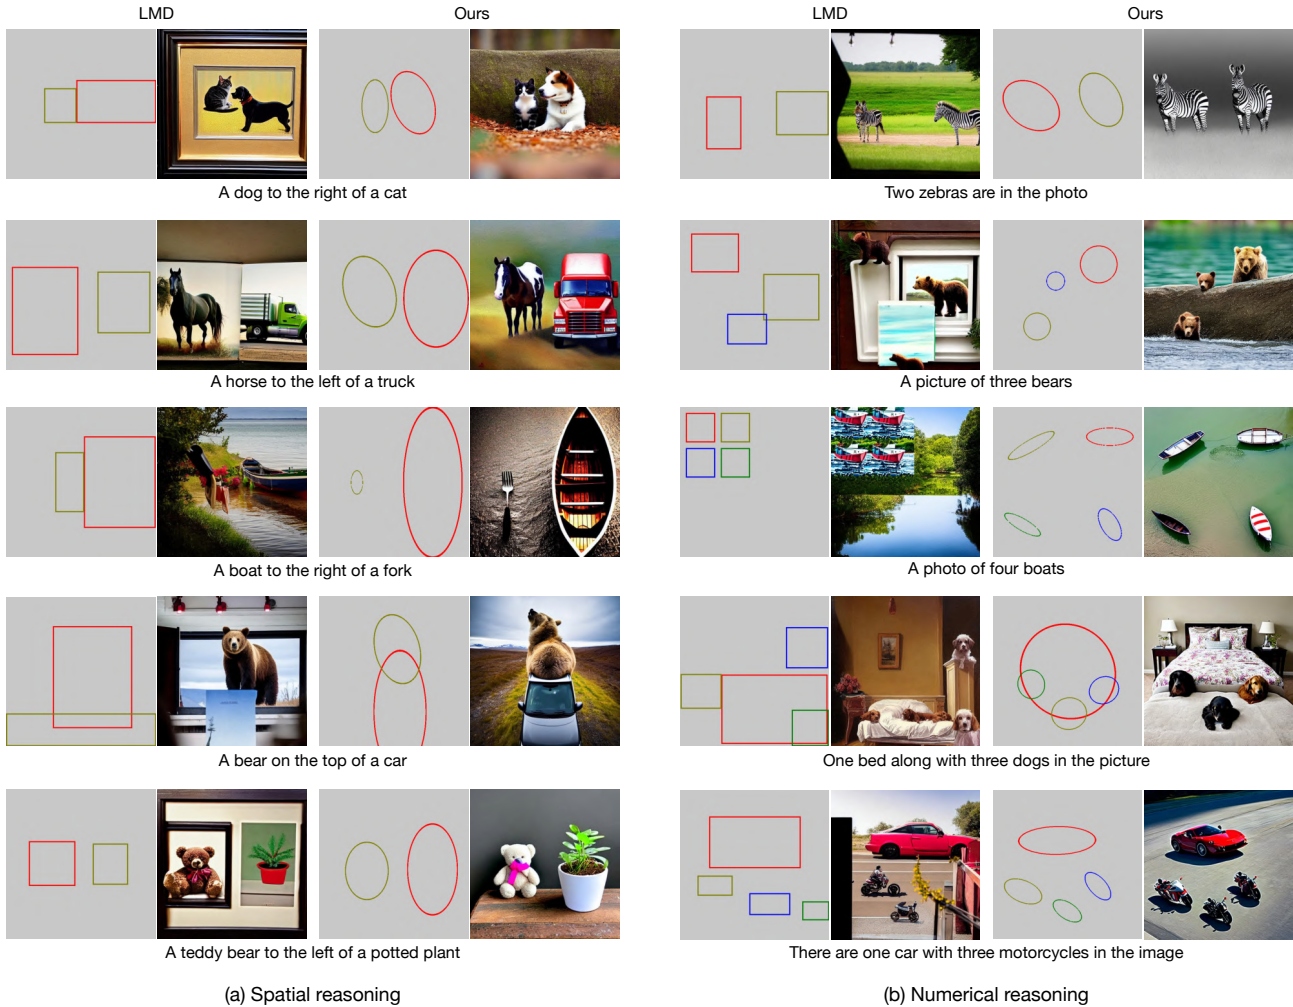 LMD
Ours
LMD
Ours
A dog to the right of a cat
Two zebras are in the photo
A horse to the left of a truck
A picture of three bears
A boat to the right of a fork
A photo of four boats
A bear on the top of a car
One bed along with three dogs in the picture
A teddy bear to the left of a potted plant
There are one car with three motorcycles in the image
(a) Spatial reasoning
(b) Numerical reasoning